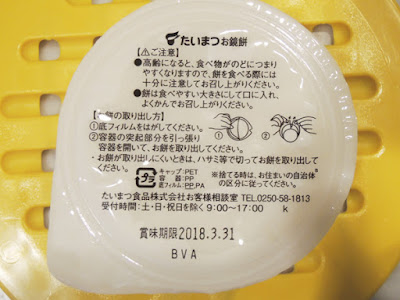 たいまつお鏡餅
【⚠ご注意】
●高齢になると、食べ物がのどにつまり
やすくなりますので、餅を食べる際には
十分に注意してお召し上がりください。
●餅は食べやすい大きさにして口に入れ、
よくかんでお召し上がりください。
物の取り出し方】
①底フィルムをはがしてください。
②容器の突起部分を引っ張り
容器を開いて、お餅を取り出してください。
・お餅が取り出しにくいときは、ハサミ等で切ってお餅を取り出して
ください。
① ②
プラ
キャップ:PET
容器:PP
底フィルム:PP,PA
※捨てる時は、お住まいの自治体
の区分に従ってください。
たいまつ食品株式会社お客様相談室 TEL.0250-58-1813
受付時間:土・日・祝日を除く 9:00〜17:00 k
賞味期限2018.3.31
BVA